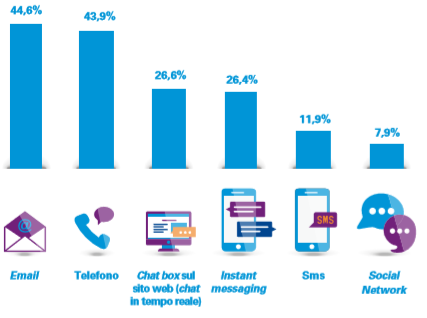 44,6%
43,9%
26,6%
26,4%
11,9%
7,9%
@
SMS
Email
Telefono
Chat box sul
sito web (chat
in tempo reale)
Instant
messaging
Sms
Social
Network